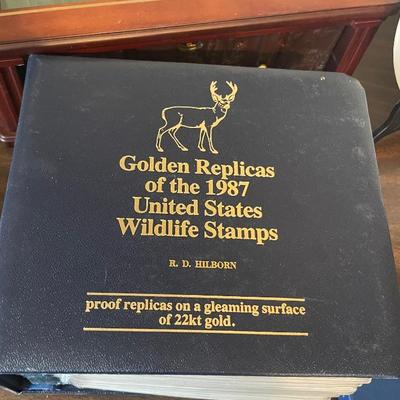 Golden Replicas
of the 1987
United States
Wildlife Stamps
R. D. HILBORN
proof replicas on a gleaming surface
of 22kt gold.